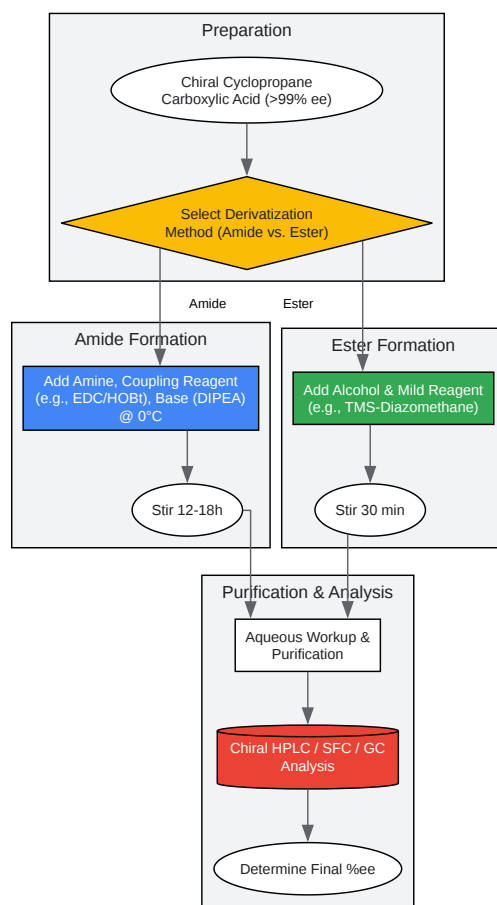 Preparation
Chiral Cyclopropane
Carboxylic Acid (>99% ee)
Select Derivatization
Method (Amide vs. Ester)
Amide
Ester
Amide Formation
Add Amine, Coupling Reagent
(e.g., EDC/HOBt), Base (DIPEA)
@ 0°C
Stir 12-18h
Ester Formation
Add Alcohol & Mild Reagent
(e.g., TMS-Diazomethane)
Stir 30 min
Purification & Analysis
Aqueous Workup &
Purification
Chiral HPLC / SFC / GC
Analysis
Determine Final %ee